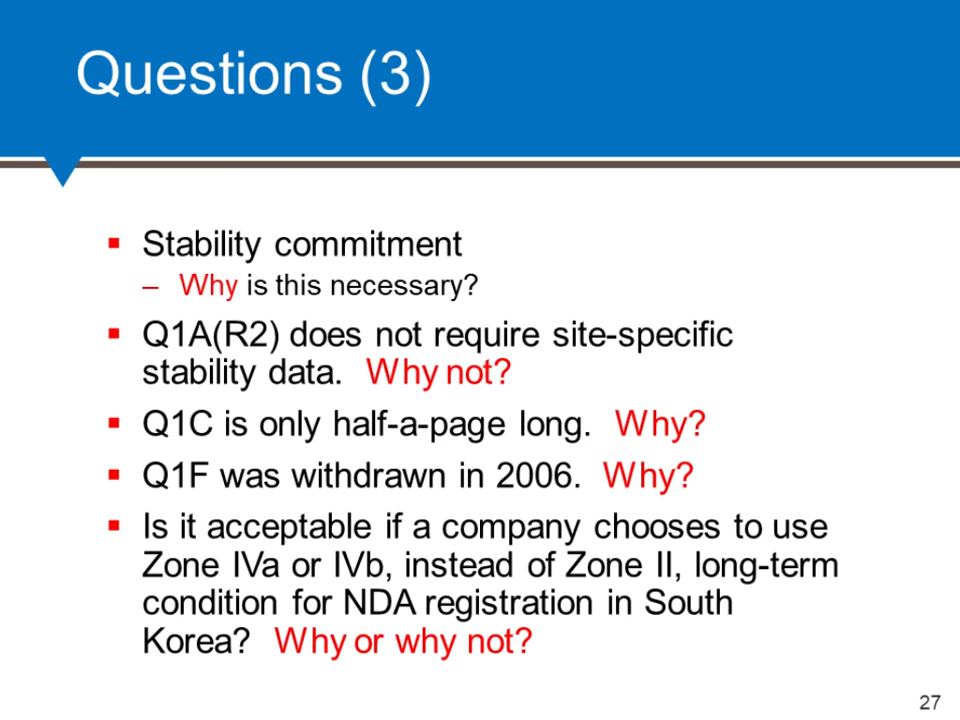 Questions (3)
▪ Stability commitment
– Why is this necessary?
▪ Q1A(R2) does not require site-specific
stability data. Why not?
▪ Q1C is only half-a-page long. Why?
▪ Q1F was withdrawn in 2006. Why?
▪ Is it acceptable if a company chooses to use
Zone IVa or IVb, instead of Zone II, long-term
condition for NDA registration in South
Korea? Why or why not?
27